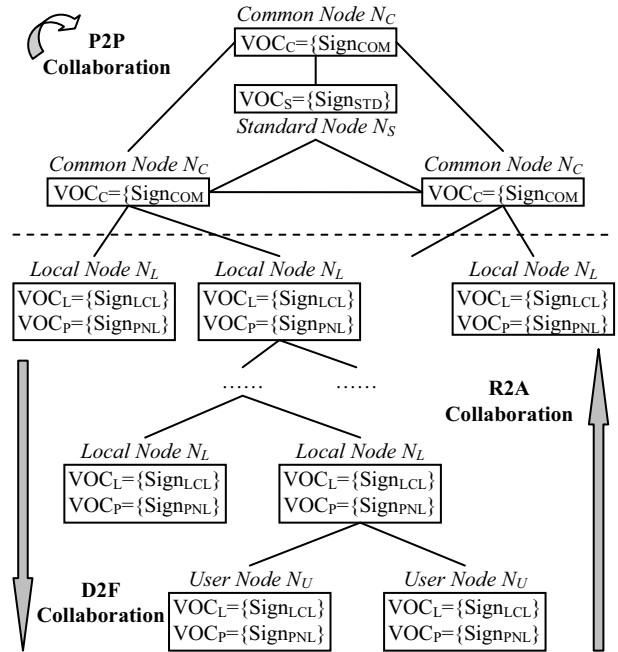 Common Node N_C
P2P
Collaboration
VOC_C={Sign_COM
VOC_S={Sign_STD}
Standard Node N_S
Common Node N_C
Common Node N_C
VOC_C={Sign_COM
VOC_C={Sign_COM
Local Node N_L
Local Node N_L
Local Node N_L
VOC_L={Sign_LCL}
VOC_P={Sign_PNL}
VOC_L={Sign_LCL}
VOC_P={Sign_PNL}
VOC_L={Sign_LCL}
VOC_P={Sign_PNL}
......
......
R2A
Collaboration
Local Node N_L
Local Node N_L
VOC_L={Sign_LCL}
VOC_P={Sign_PNL}
VOC_L={Sign_LCL}
VOC_P={Sign_PNL}
D2F
Collaboration
User Node N_U
User Node N_U
VOC_L={Sign_LCL}
VOC_P={Sign_PNL}
VOC_L={Sign_LCL}
VOC_P={Sign_PNL}